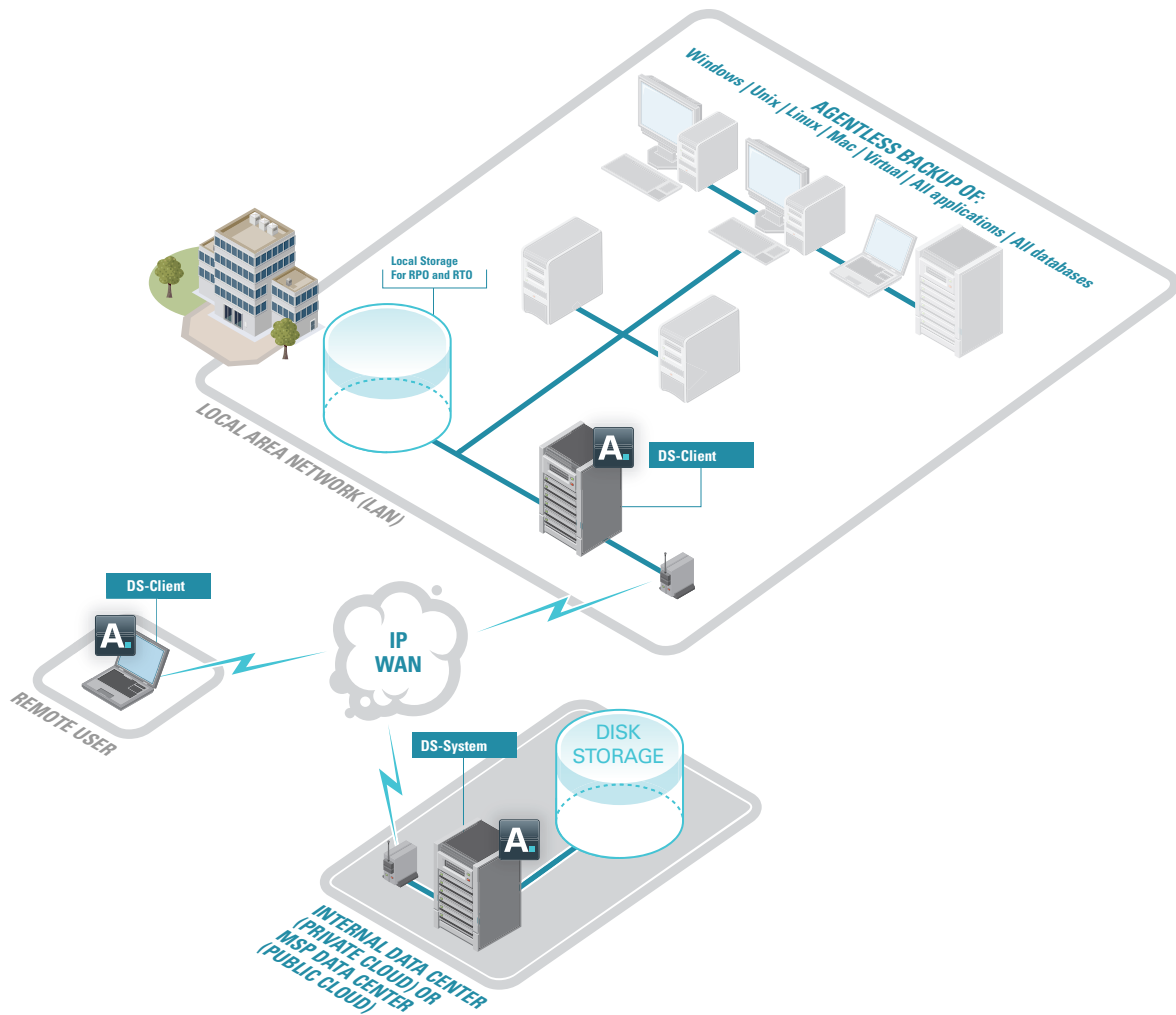 AGENTLESS BACKUP OF:
Windows | Unix | Linux | Mac | Virtual | All applications | All databases
Local Storage
For RPO and RTO
LOCAL AREA NETWORK (LAN)
A.
DS-Client
DS-Client
A.
REMOTE USER
IP
WAN
DS-System
DISK
STORAGE
A.
INTERNAL DATA CENTER
(PRIVATE CLOUD) OR
MSP DATA CENTER
(PUBLIC CLOUD)